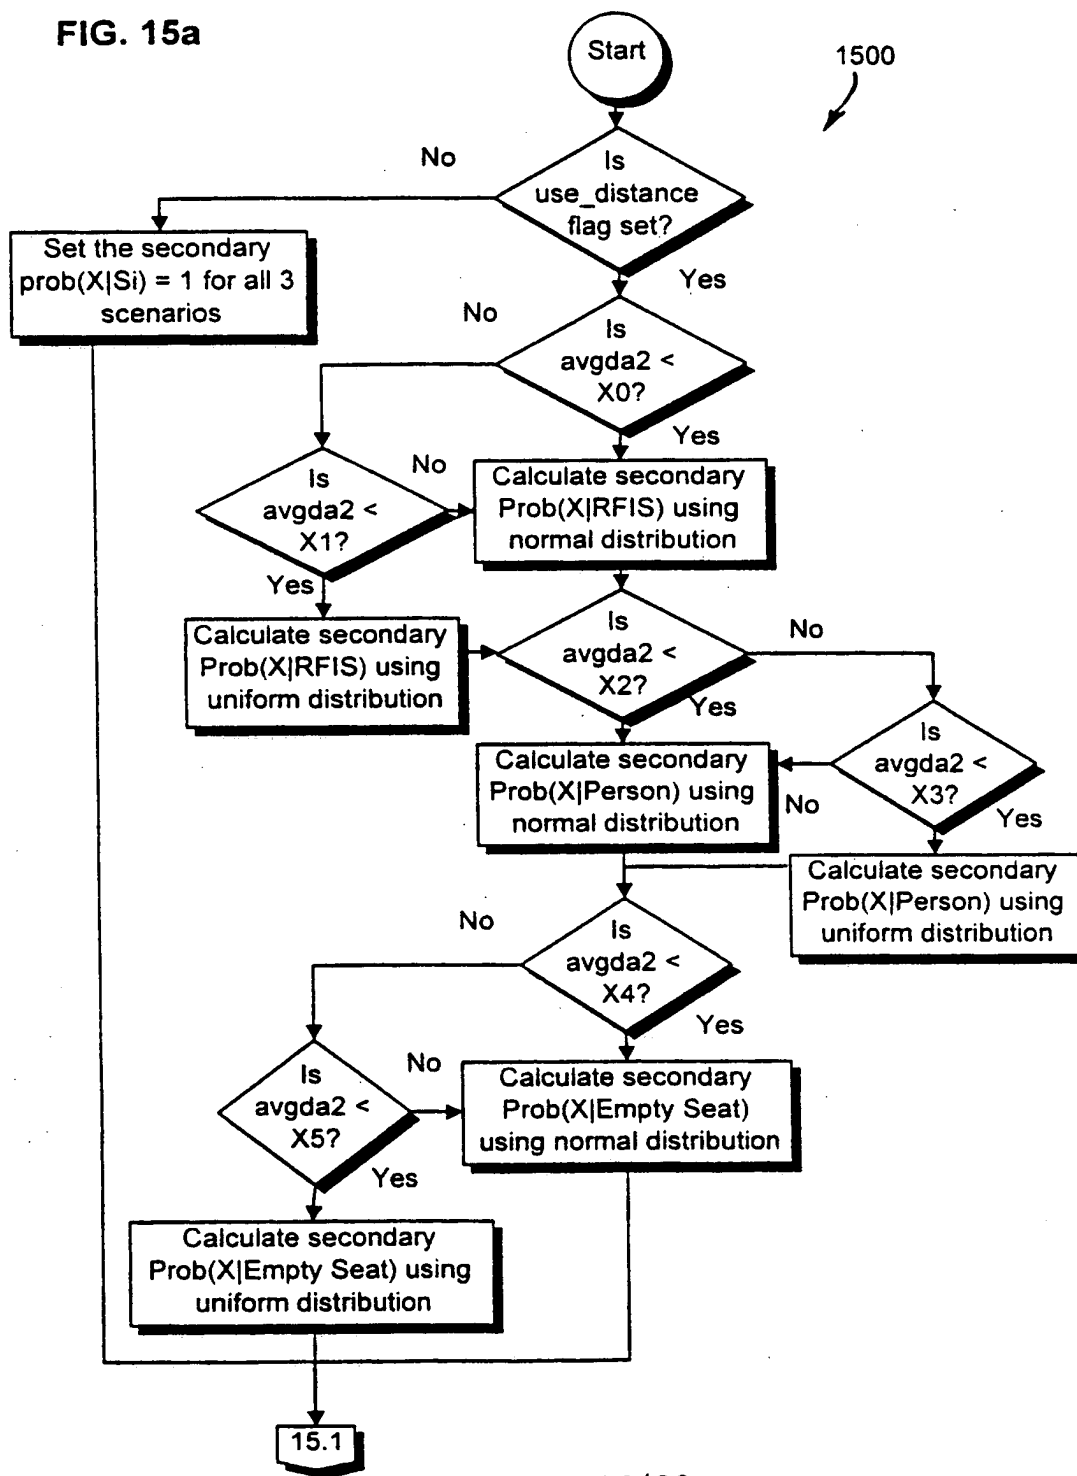 FIG. 15a
Start
1500
Is
use_distance
flag set?
No
Yes
Set the secondary
prob(X|Si) = 1 for all 3
scenarios
Is
avgda2 <
X0?
No
Yes
Is
avgda2 <
X1?
No
Yes
Calculate secondary
Prob(X|RFIS) using
normal distribution
Calculate secondary
Prob(X|RFIS) using
uniform distribution
Is
avgda2 <
X2?
No
Yes
Is
avgda2 <
X3?
No
Yes
Calculate secondary
Prob(X|Person) using
normal distribution
Calculate secondary
Prob(X|Person) using
uniform distribution
Is
avgda2 <
X4?
No
Yes
Is
avgda2 <
X5?
No
Yes
Calculate secondary
Prob(X|Empty Seat)
using normal distribution
Calculate secondary
Prob(X|Empty Seat) using
uniform distribution
15.1